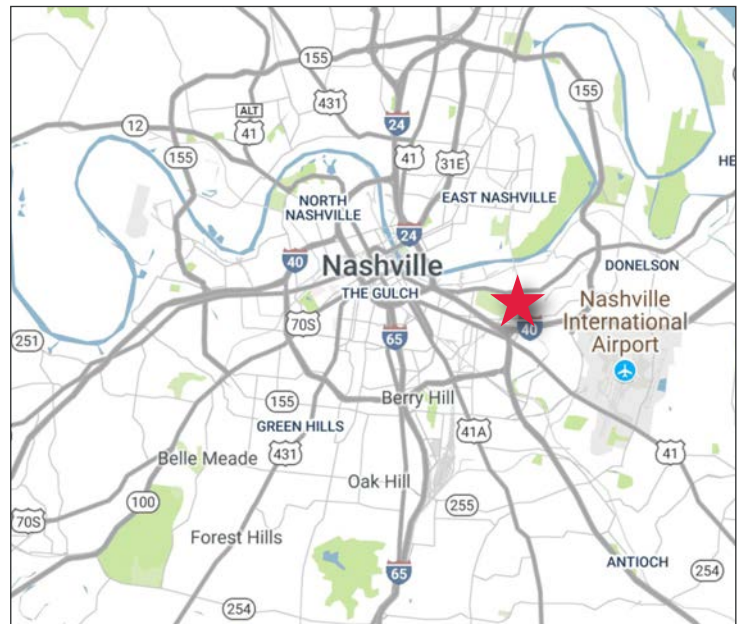 155
431
155
ALT
41
24
12
155
41
31E
HE
NORTH
NASHVILLE
EAST NASHVILLE
24
40
Nashville
DONELSON
THE GULCH
Nashville
International
Airport
40
70S
65
251
155
Berry Hill
GREEN HILLS
41A
431
41
Belle Meade
Oak Hill
100
255
70S
Forest Hills
65
ANTIOCH
254
254